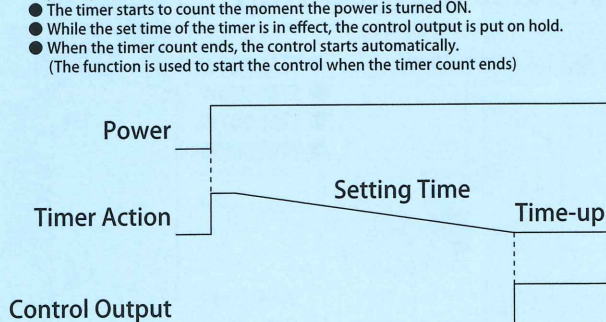 ● The timer starts to count the moment the power is turned ON.
● While the set time of the timer is in effect, the control output is put on hold.
● When the timer count ends, the control starts automatically.
(The function is used to start the control when the timer count ends)
Power
Setting Time
Timer Action
Time-up
Control Output